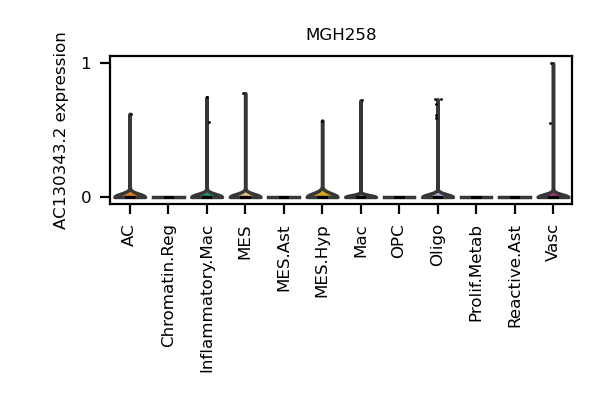 MGH258
AC130343.2 expression
1
0
AC
Chromatin.Reg
Inflammatory.Mac
MES
MES.Ast
MES.Hyp
Mac
OPC
Oligo
Prolif.Metab
Reactive.Ast
Vasc